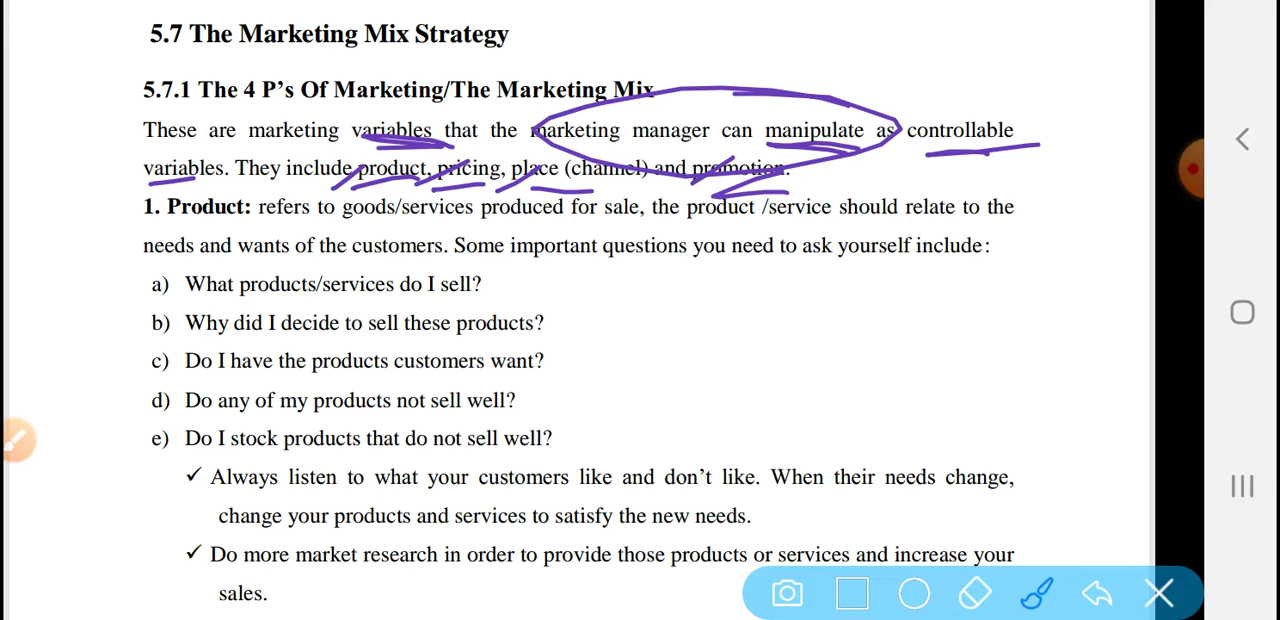 5.7 The Marketing Mix Strategy
5.7.1 The 4 P’s Of Marketing/The Marketing Mix
These are marketing variables that the marketing manager can manipulate as controllable
variables. They include product, pricing, place (channel) and promotion.
1. Product: refers to goods/services produced for sale, the product /service should relate to the
needs and wants of the customers. Some important questions you need to ask yourself include:
a) What products/services do I sell?
b) Why did I decide to sell these products?
c) Do I have the products customers want?
d) Do any of my products not sell well?
e) Do I stock products that do not sell well?
✓ Always listen to what your customers like and don’t like. When their needs change,
change your products and services to satisfy the new needs.
✓ Do more market research in order to provide those products or services and increase your
sales.